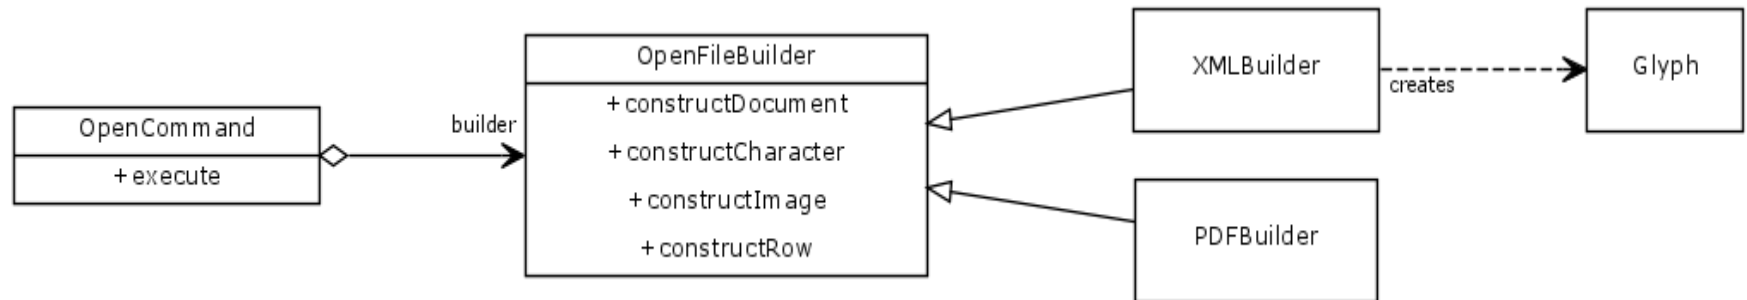 OpenCommand
+ execute
builder
OpenFileBuilder
+ constructDocument
+ constructCharacter
+ constructImage
+ constructRow
XMLBuilder
creates
Glyph
PDFBuilder